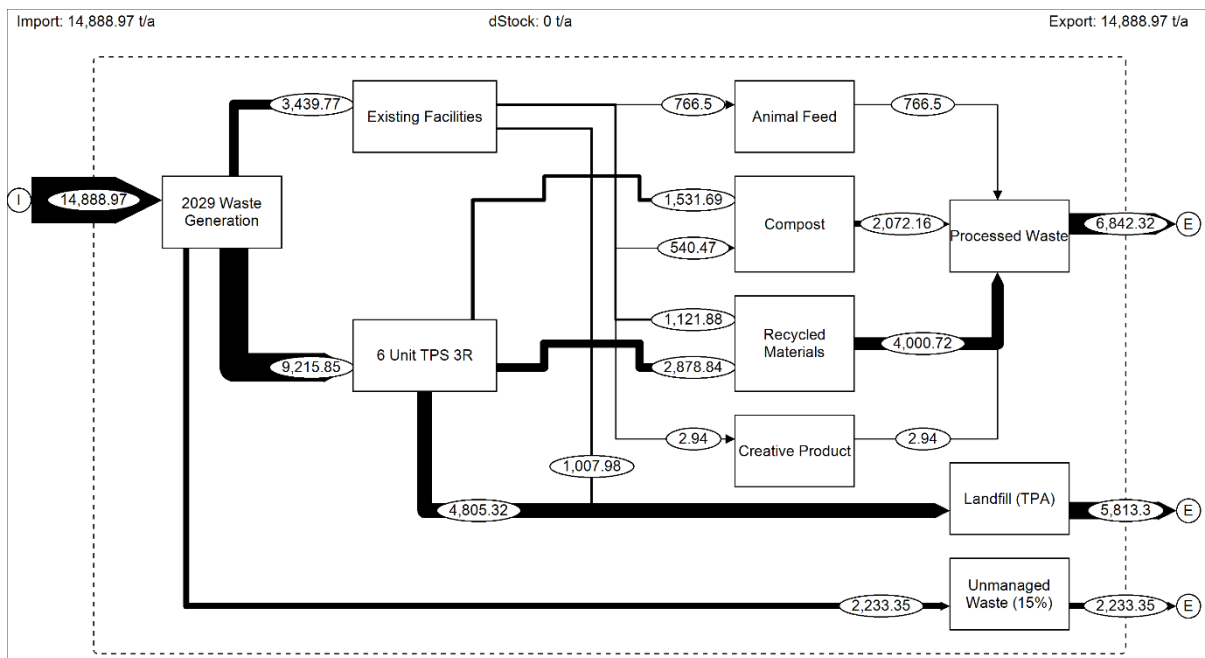 Import: 14,888.97 t/a
dStock: 0 t/a
Export: 14,888.97 t/a
3,439.77
Existing Facilities
766.5
Animal Feed
766.5
I
14,888.97
2029 Waste
Generation
1,531.69
540.47
Compost
2,072.16
Processed Waste
6,842.32
E
9,215.85
6 Unit TPS 3R
1,121.88
2,878.84
Recycled
Materials
4,000.72
2.94
Creative Product
2.94
1,007.98
4,805.32
Landfill (TPA)
5,813.3
E
2,233.35
Unmanaged
Waste (15%)
2,233.35
E